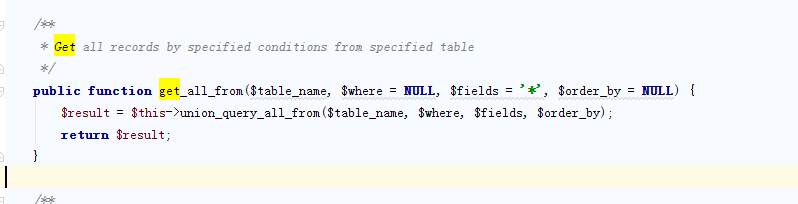 /**
* Get all records by specified conditions from specified table
*/
public function get_all_from($table_name, $where = NULL, $fields = '*', $order_by = NULL) {
$result = $this->union_query_all_from($table_name, $where, $fields, $order_by);
return $result;
}
/**